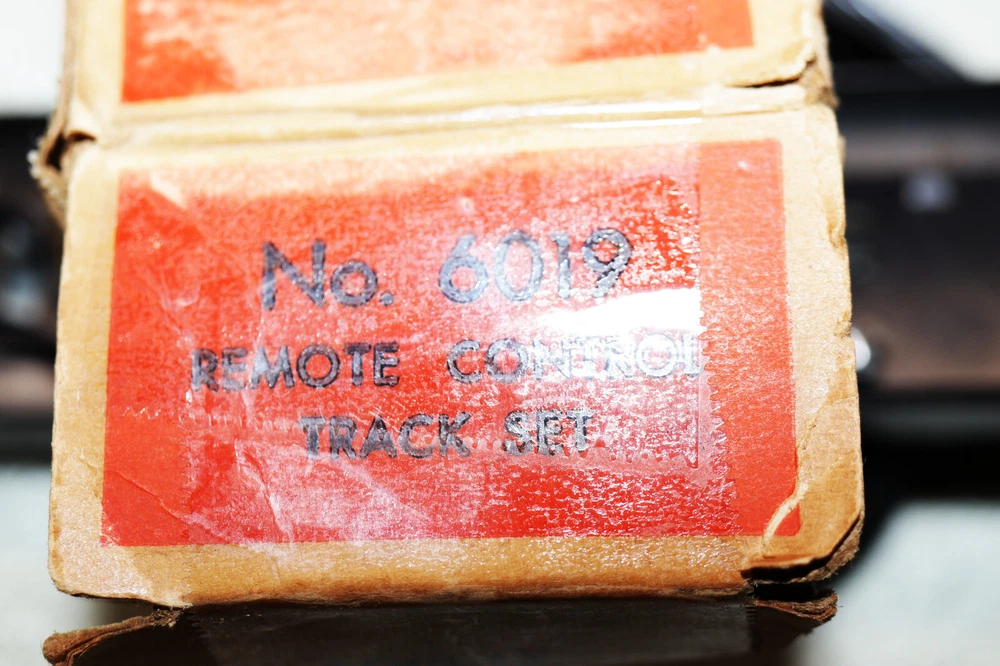 No. 6019
REMOTE CONTROL
TRACK SET